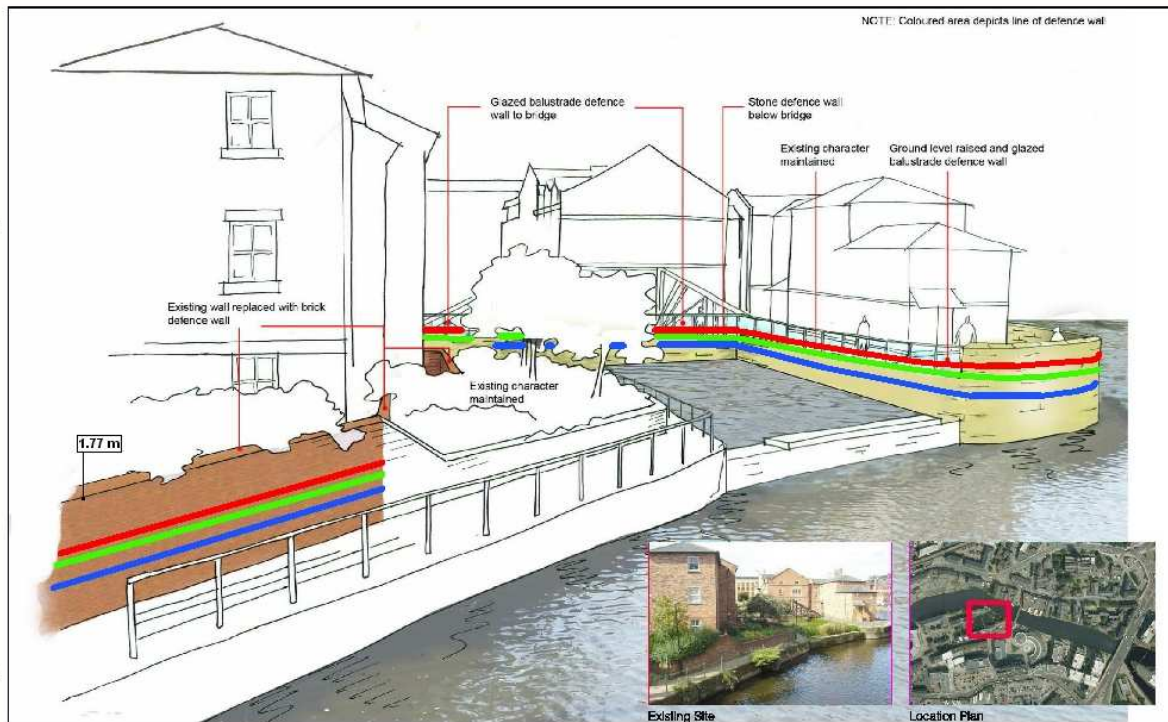 NOTE: Coloured area depicts line of defence wall
Glazed balustrade defence
wall to bridge
Stone defence wall
below bridge
Existing character
maintained
Ground level raised and glazed
balustrade defence wall
Existing wall replaced with brick
defence wall
Existing character
maintained
1.77 m
Existing Site
Location Plan